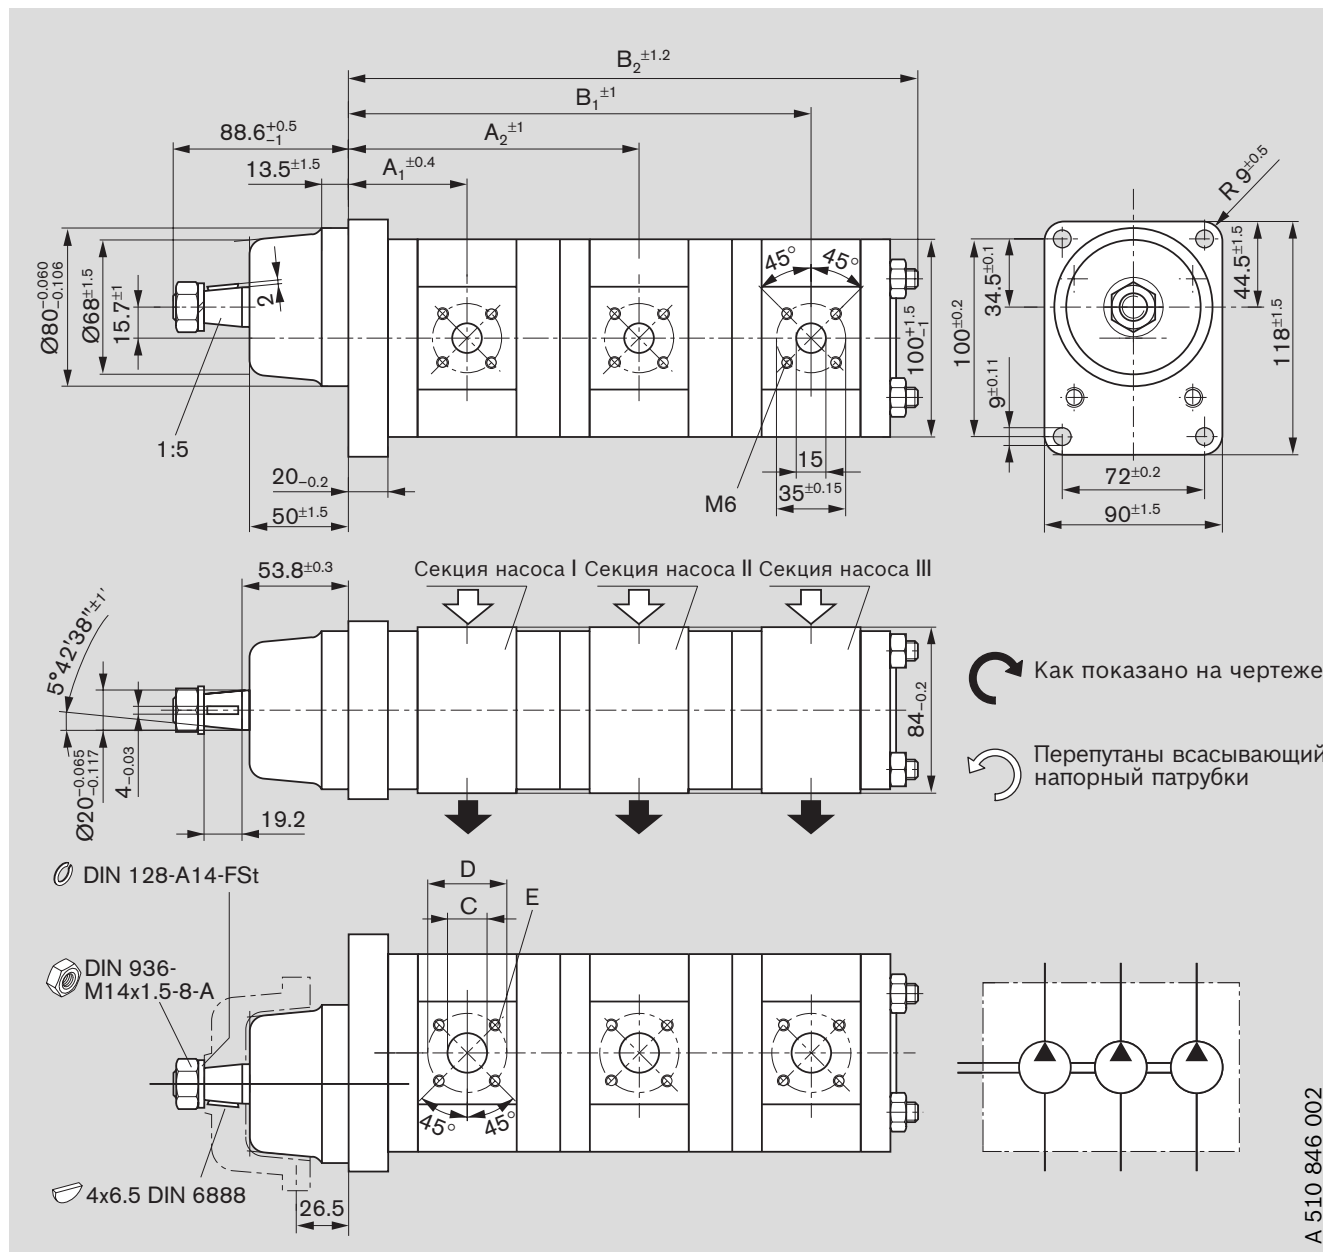 B₂ ±1.2
B₁ ±1
88.6 +0.5 −1
A₂ ±1
13.5 ±1.5
A₁ ±0.4
R 9 ±0.5
Ø80 −0.060 −0.106
Ø68 ±1.5
15.7 ±1
2
45°
45°
100 +1.5 −1
100 ±0.2
34.5 ±0.1
44.5 ±1.5
118 ±1.5
9 ±0.11
1:5
20 −0.2
50 ±1.5
M6
15
35 ±0.15
72 ±0.2
90 ±1.5
53.8 ±0.3
Секция насоса I
Секция насоса II
Секция насоса III
5°42'38" ±1'
Ø20 −0.065 −0.117
4 −0.03
19.2
84 −0.2
Как показано на чертеже
Перепутаны всасывающий
напорный патрубки
DIN 128-A14-FSt
D
C
E
DIN 936-
M14x1.5-8-A
45°
45°
4x6.5 DIN 6888
26.5
A 510 846 002